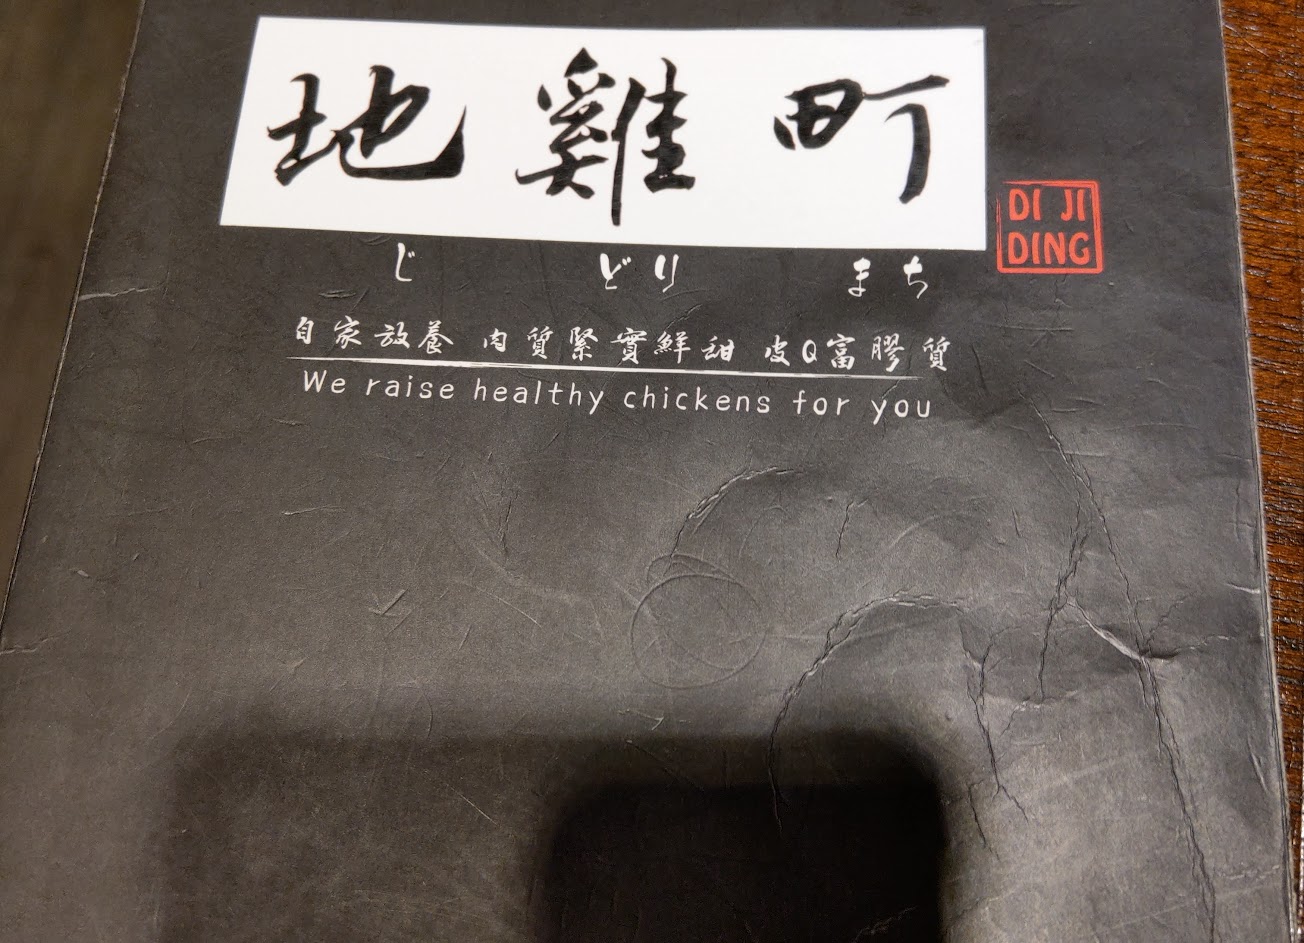 地雞町
DI JI
DING
じ どり まち
自家放養 肉質緊實鮮甜 皮Q富膠質
We raise healthy chickens for you